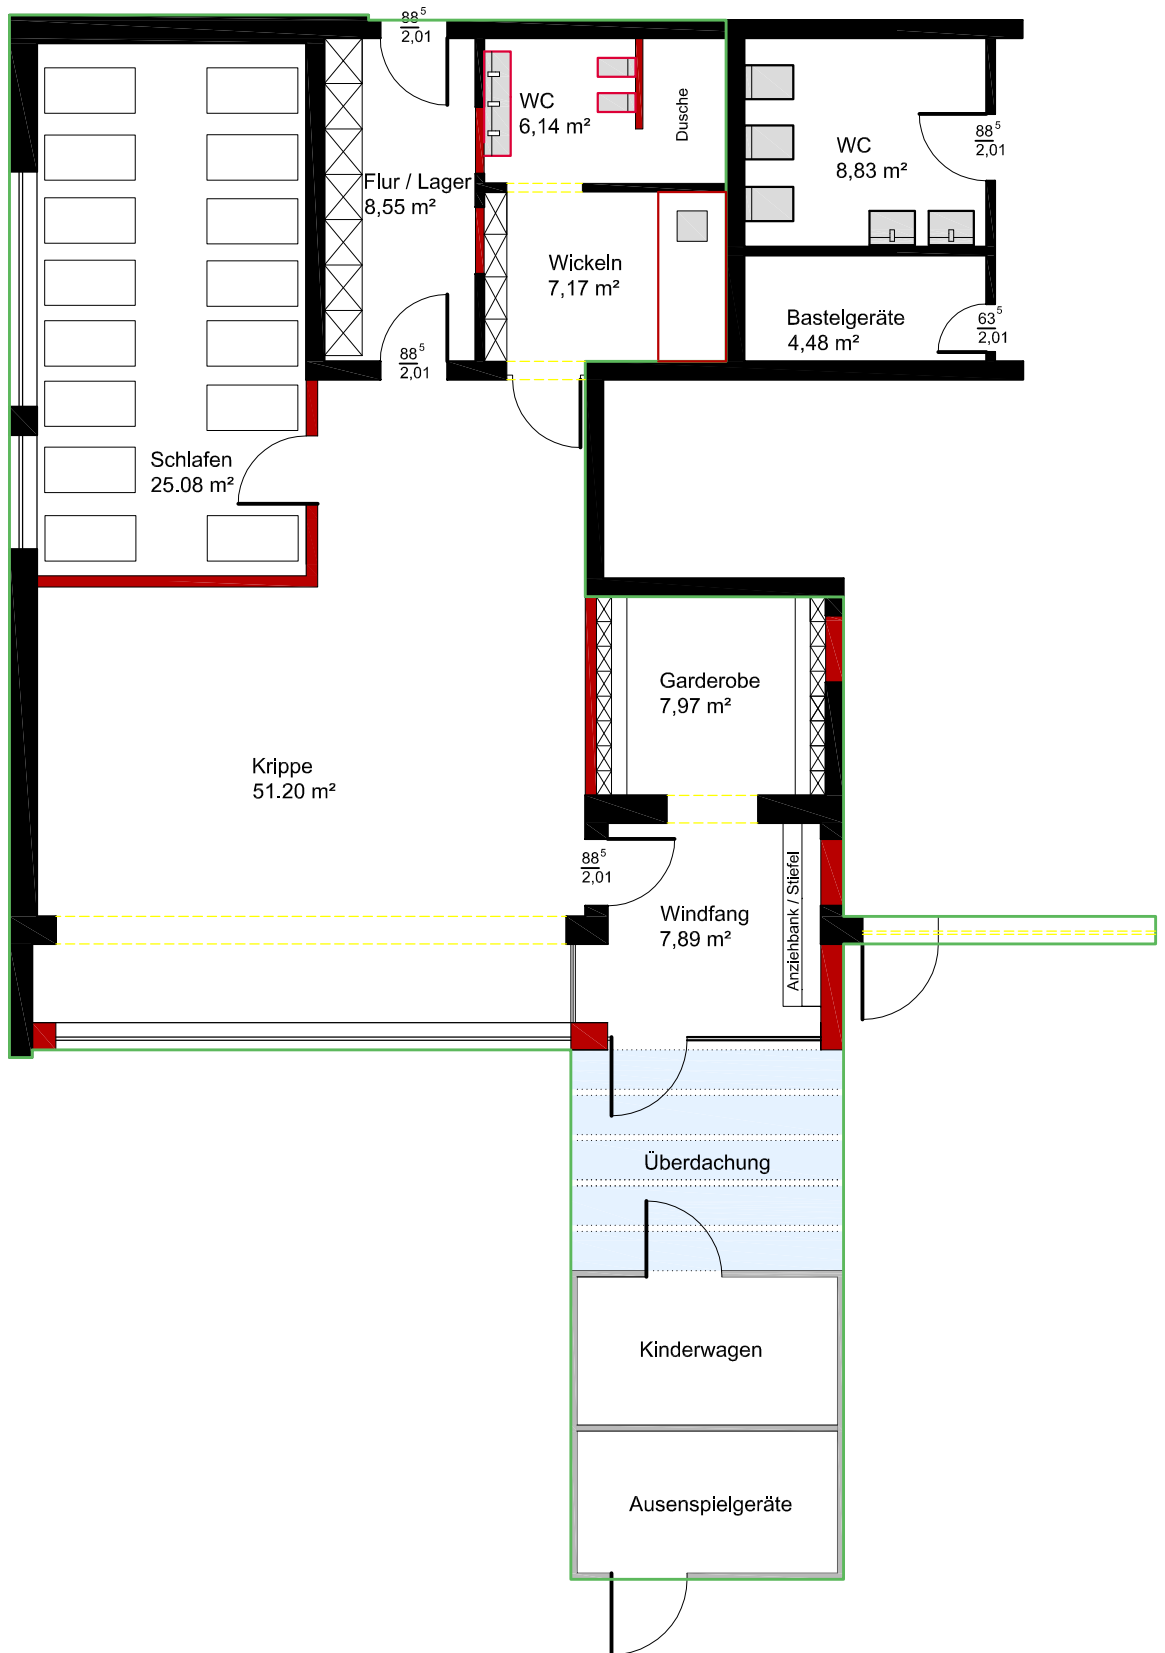 88⁵
2,01
WC
6,14 m²
Dusche
WC
8,83 m²
88⁵
2,01
Flur / Lager
8,55 m²
Wickeln
7,17 m²
Bastelgeräte
4,48 m²
63⁵
2,01
88⁵
2,01
Schlafen
25.08 m²
Garderobe
7,97 m²
Krippe
51.20 m²
88⁵
2,01
Windfang
7,89 m²
Anziehbank / Stiefel
Überdachung
Kinderwagen
Ausenspielgeräte